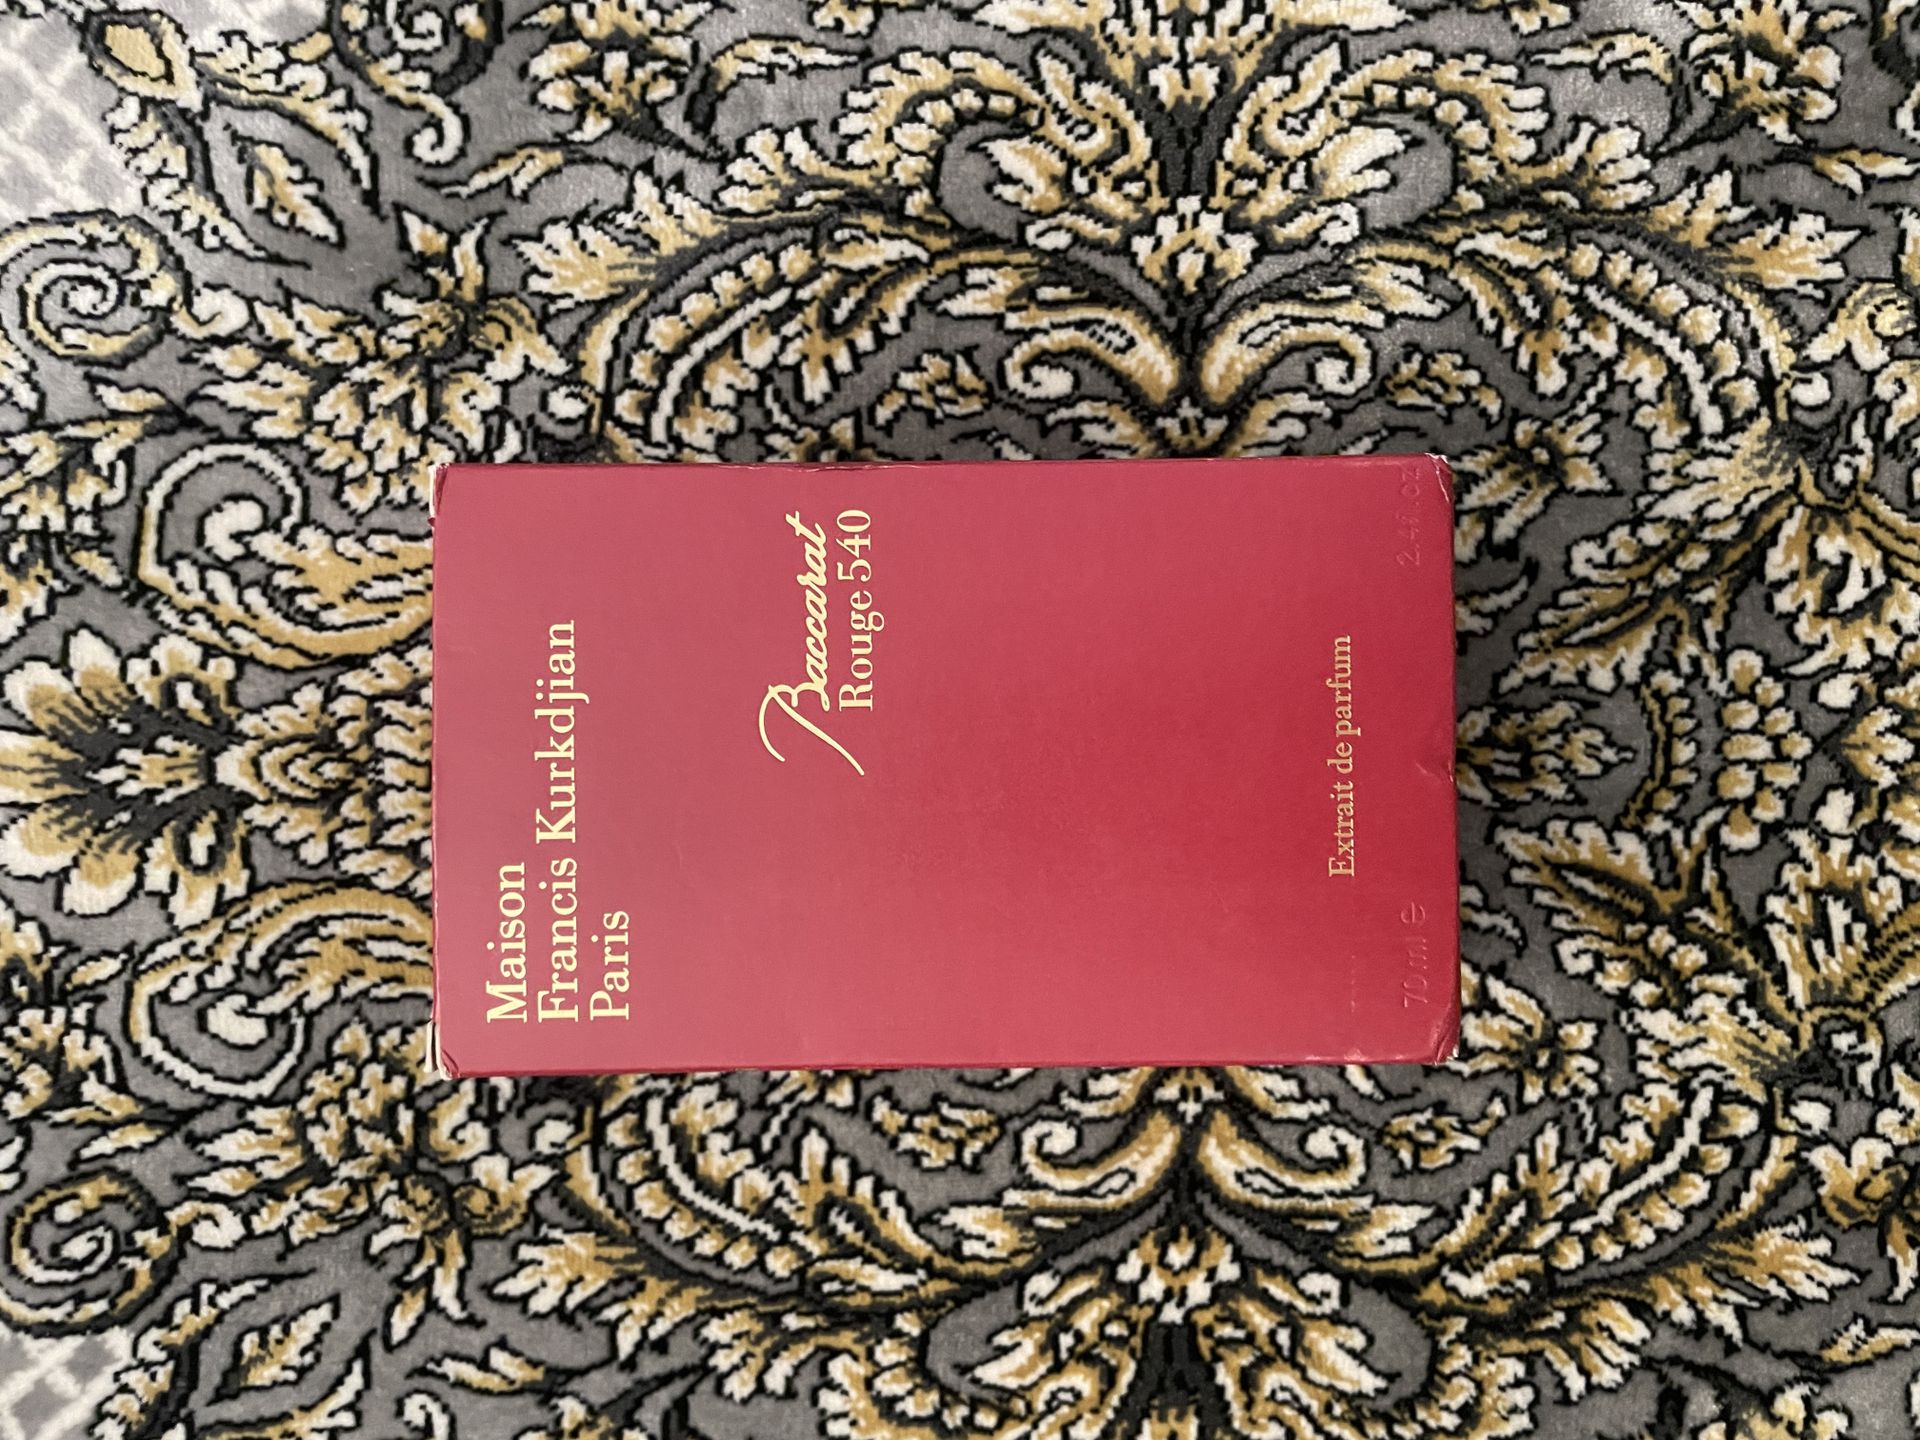 Maison
Francis Kurkdjian
Paris
Baccarat
Rouge 540
Extrait de parfum
70 ml e 2.4 fl.oz